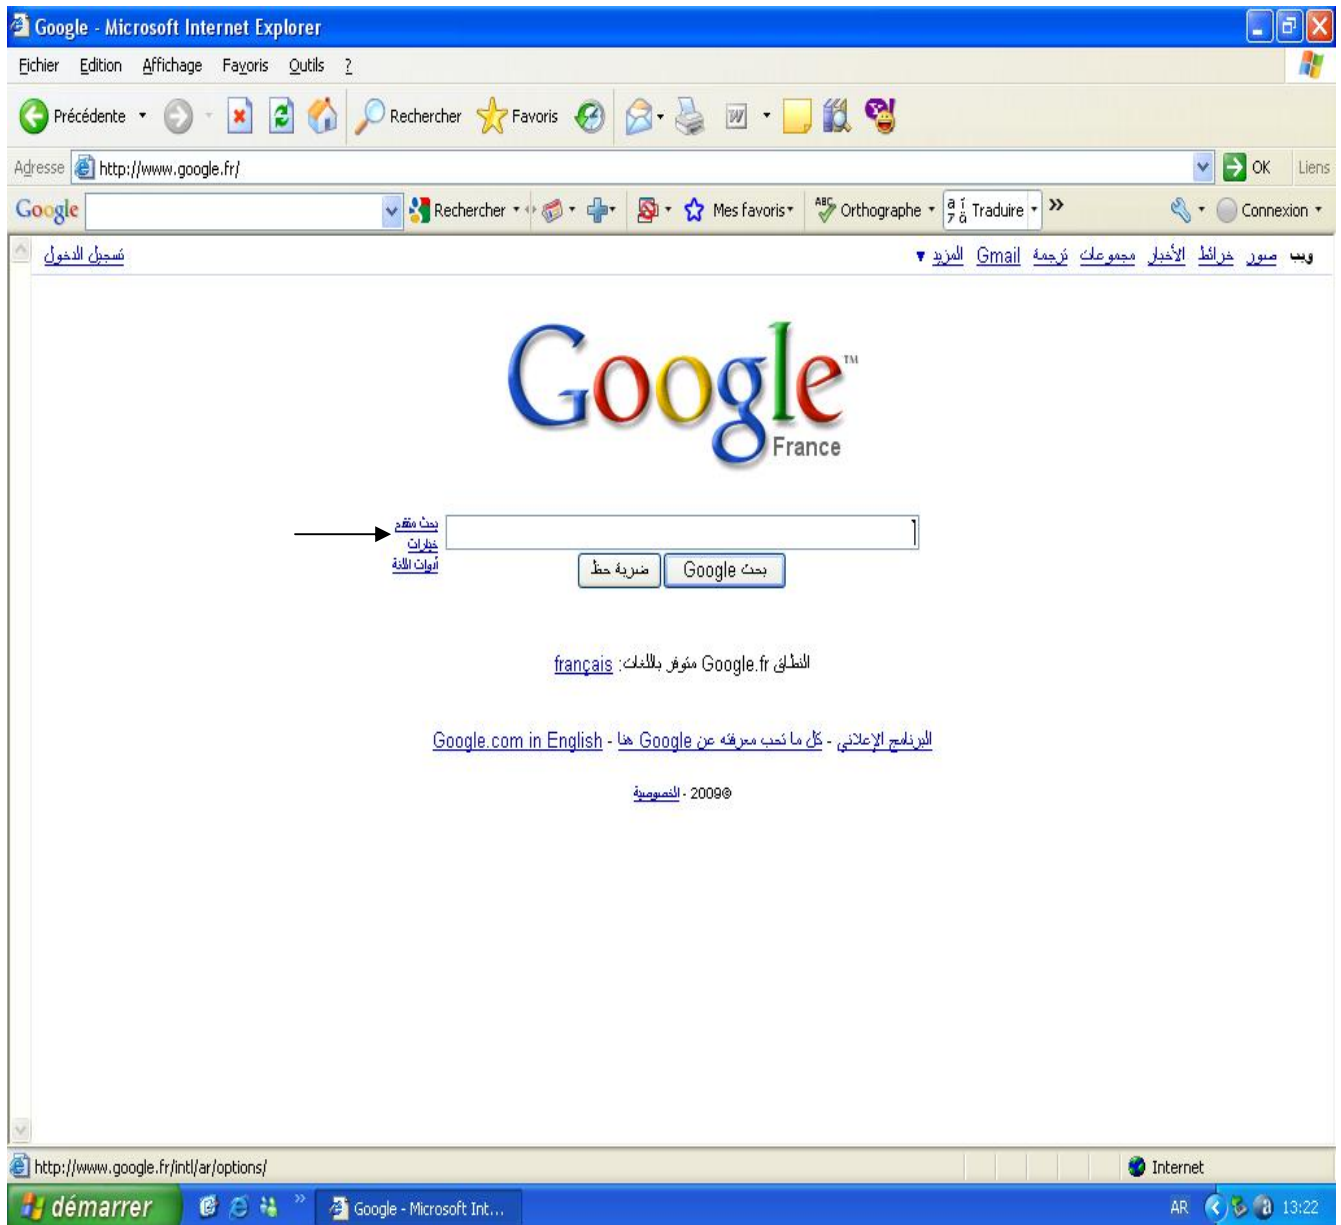 Google - Microsoft Internet Explorer
Fichier Edition Affichage Favoris Outils ?
Précédente Rechercher Favoris W
Adresse http://www.google.fr/ OK Liens
Google Rechercher Mes favoris ABC Orthographe Traduire » Connexion
ويب صور خرائط الأخبار مجموعات ترجمة Gmail المزيد ▼ تسجيل الدخول
Google™
France
بحث متقدم
خيارات
أدوات اللغة
بحث Google ضربة حظ
النطاق Google.fr متوفر باللغات: français
البرنامج الإعلاني - كل ما تحب معرفته عن Google هنا - Google.com in English
©2009 - الخصوصية
http://www.google.fr/intl/ar/options/ Internet
démarrer » Google - Microsoft Int... AR 13:22